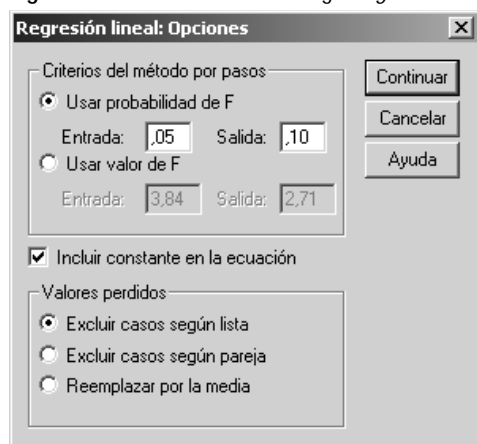 Regresión lineal: Opciones
Criterios del método por pasos
Usar probabilidad de F
Entrada: ,05 Salida: ,10
Usar valor de F
Entrada: 3,84 Salida: 2,71
Incluir constante en la ecuación
Valores perdidos
Excluir casos según lista
Excluir casos según pareja
Reemplazar por la media
Continuar
Cancelar
Ayuda